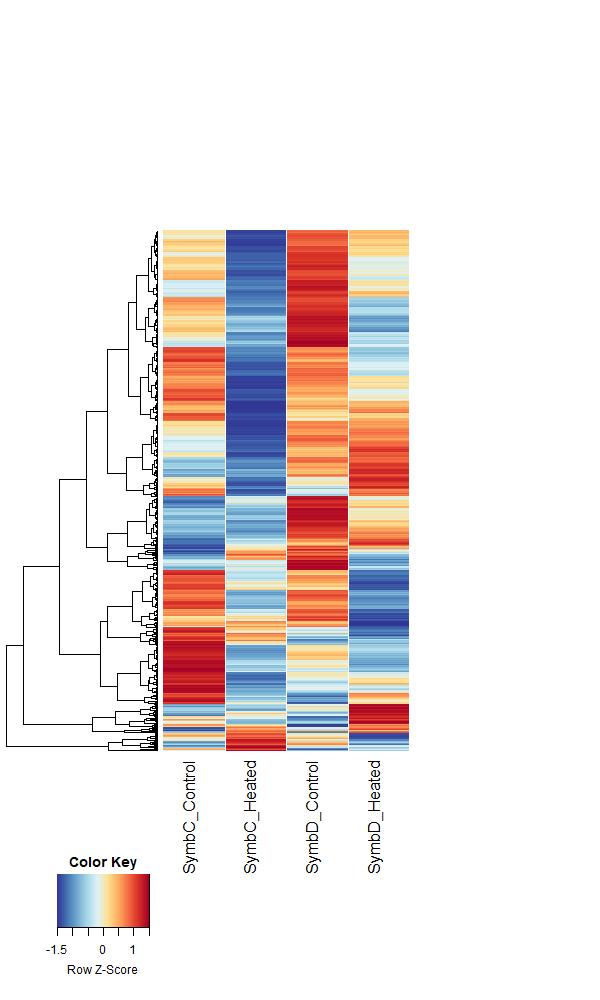 SymbC_Control
SymbC_Heated
SymbD_Control
SymbD_Heated
Color Key
-1.5 0 1
Row Z-Score